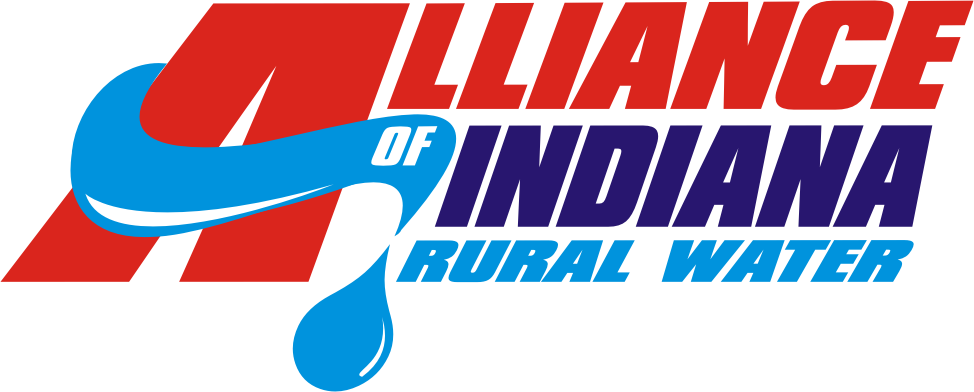 ALLIANCE
OF INDIANA
RURAL WATER